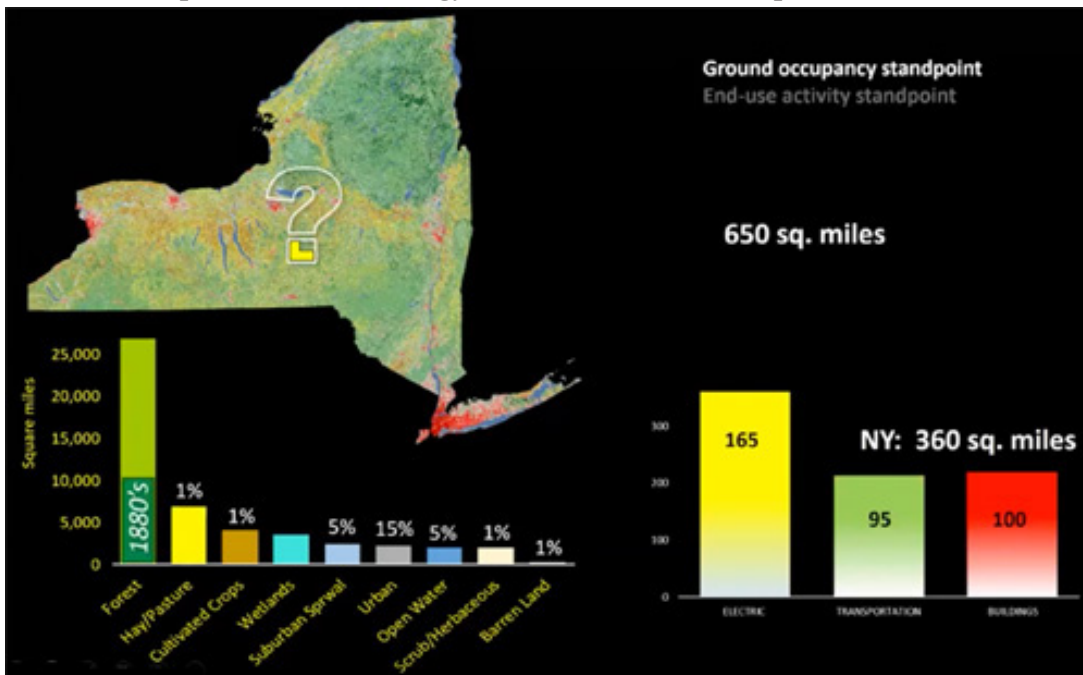 Ground occupancy standpoint
End-use activity standpoint
?
650 sq. miles
Square miles
25,000
20,000
15,000
10,000
5,000
0
1880's
1%
1%
5%
15%
5%
1%
1%
Forest
Hay/Pasture
Cultivated Crops
Wetlands
Suburban Sprwal
Urban
Open Water
Scrub/Herbaceous
Barren Land
300
200
100
0
165
NY: 360 sq. miles
95
100
ELECTRIC
TRANSPORTATION
BUILDINGS